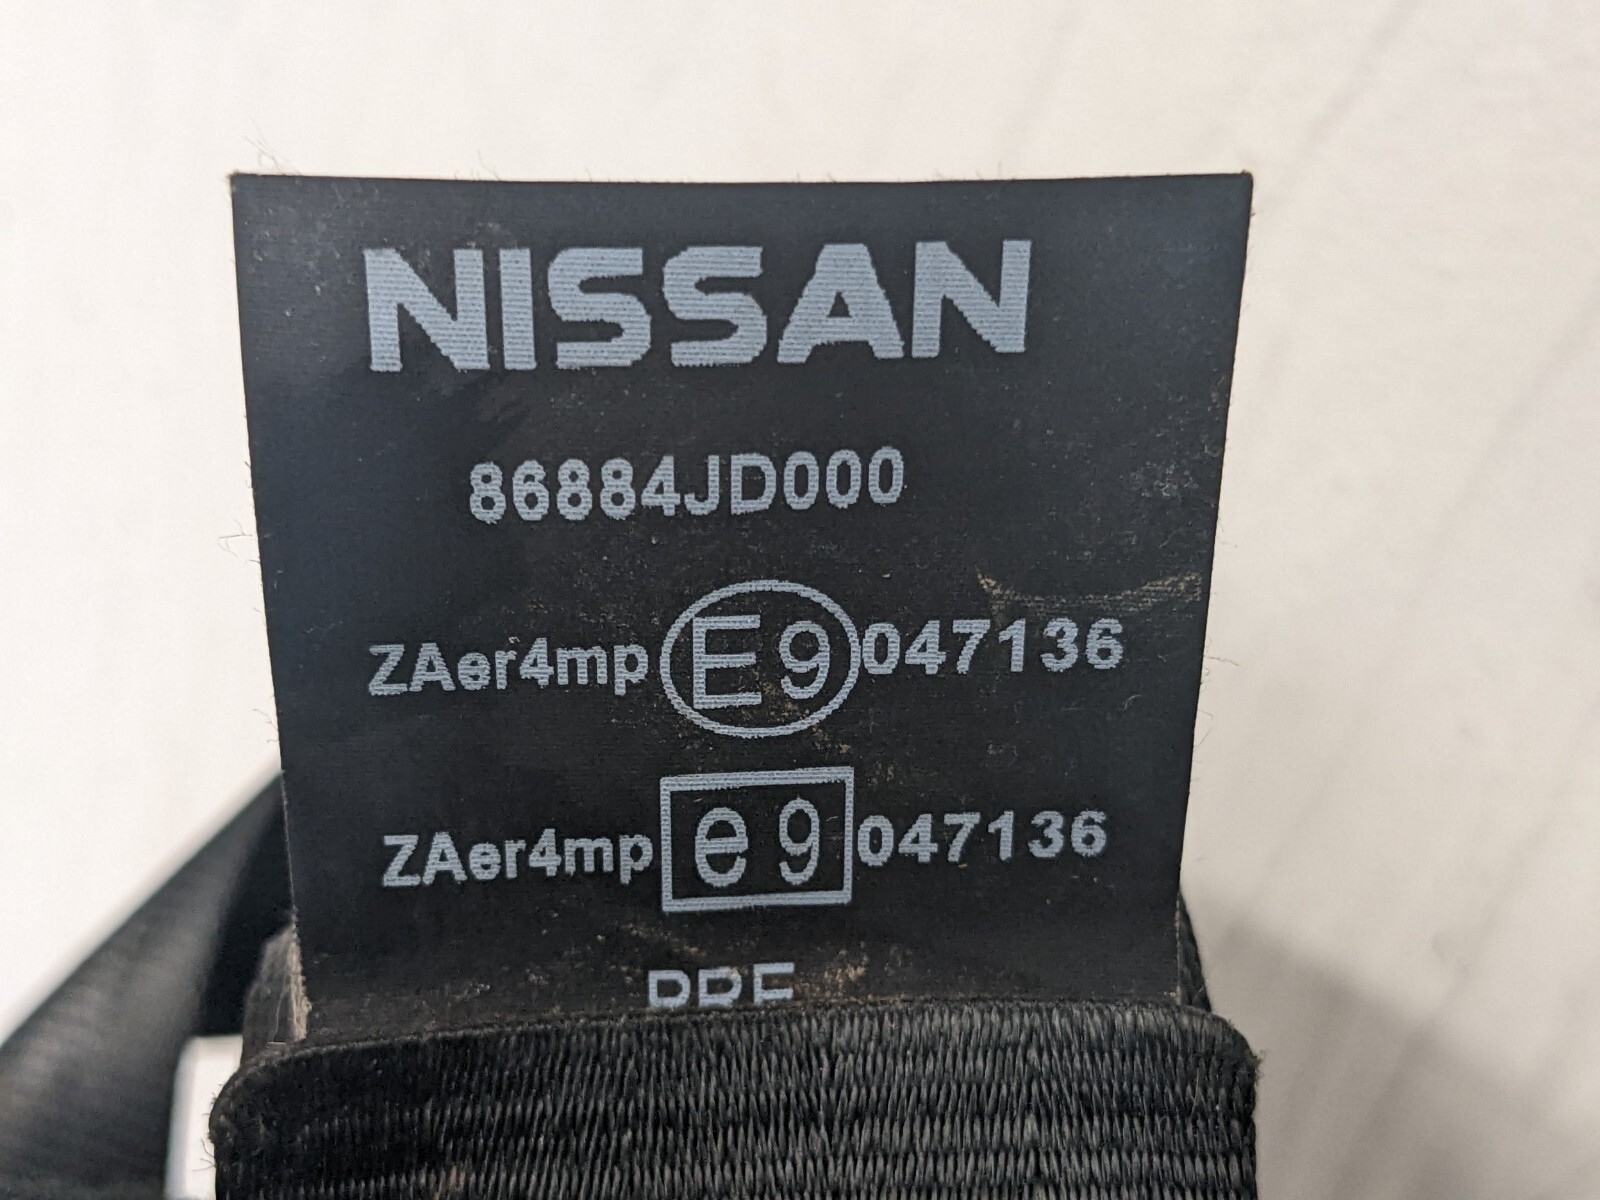 NISSAN
86884JD000
ZAer4mp E9 047136
ZAer4mp e9 047136